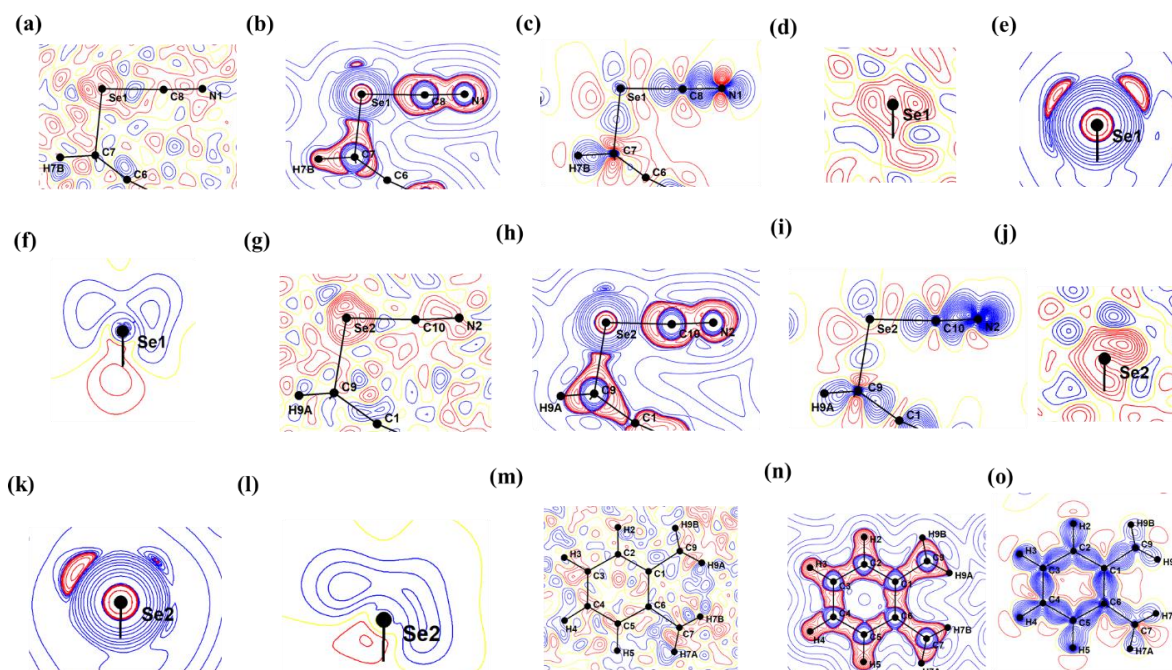 (a)
Se1 C8 N1
C7
H7B
C6
(b)
Se1 C8 N1
C7
H7B
C6
(c)
Se1 C8 N1
C7
H7B
C6
(d)
Se1
(e)
Se1
(f)
Se1
(g)
Se2 C10 N2
C9
H9A
C1
(h)
Se2 C10 N2
C9
H9A
C1
(i)
Se2 C10 N2
C9
H9A
C1
(j)
Se2
(k)
Se2
(l)
Se2
(m)
H2 H9B
C9
H3 C2 H9A
C3 C1
C4 C6
H4 C5 H7B
C7
H5 H7A
(n)
H2 H9B
C2 C9
H3 H9A
C3 C1
C4 C6
H4 C5 H7B
C7
H5 H7A
(o)
H2 H9B
C9
H3 C2
C3 C1
C4 C6
H4 C5
C7
H5